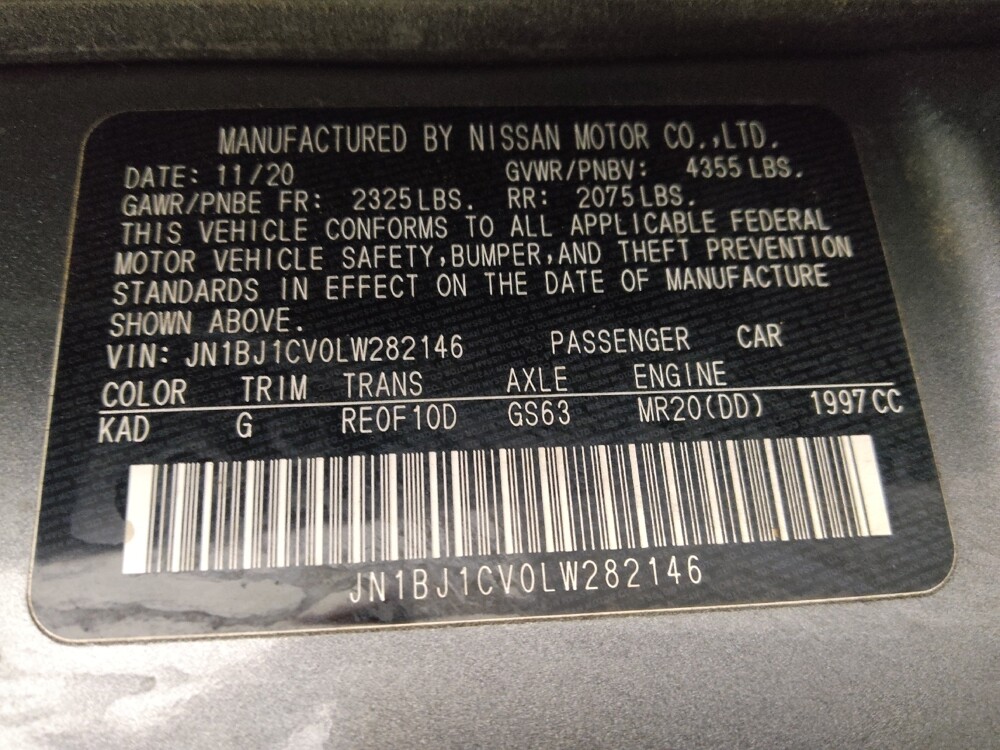 MANUFACTURED BY NISSAN MOTOR CO.,LTD.
DATE: 11/20 GVWR/PNBV: 4355 LBS.
GAWR/PNBE FR: 2325 LBS. RR: 2075 LBS.
THIS VEHICLE CONFORMS TO ALL APPLICABLE FEDERAL
MOTOR VEHICLE SAFETY,BUMPER,AND THEFT PREVENTION
STANDARDS IN EFFECT ON THE DATE OF MANUFACTURE
SHOWN ABOVE.
VIN: JN1BJ1CV0LW282146 PASSENGER CAR
COLOR TRIM TRANS AXLE ENGINE
KAD G RE0F10D GS63 MR20(DD) 1997 CC
JN1BJ1CV0LW282146